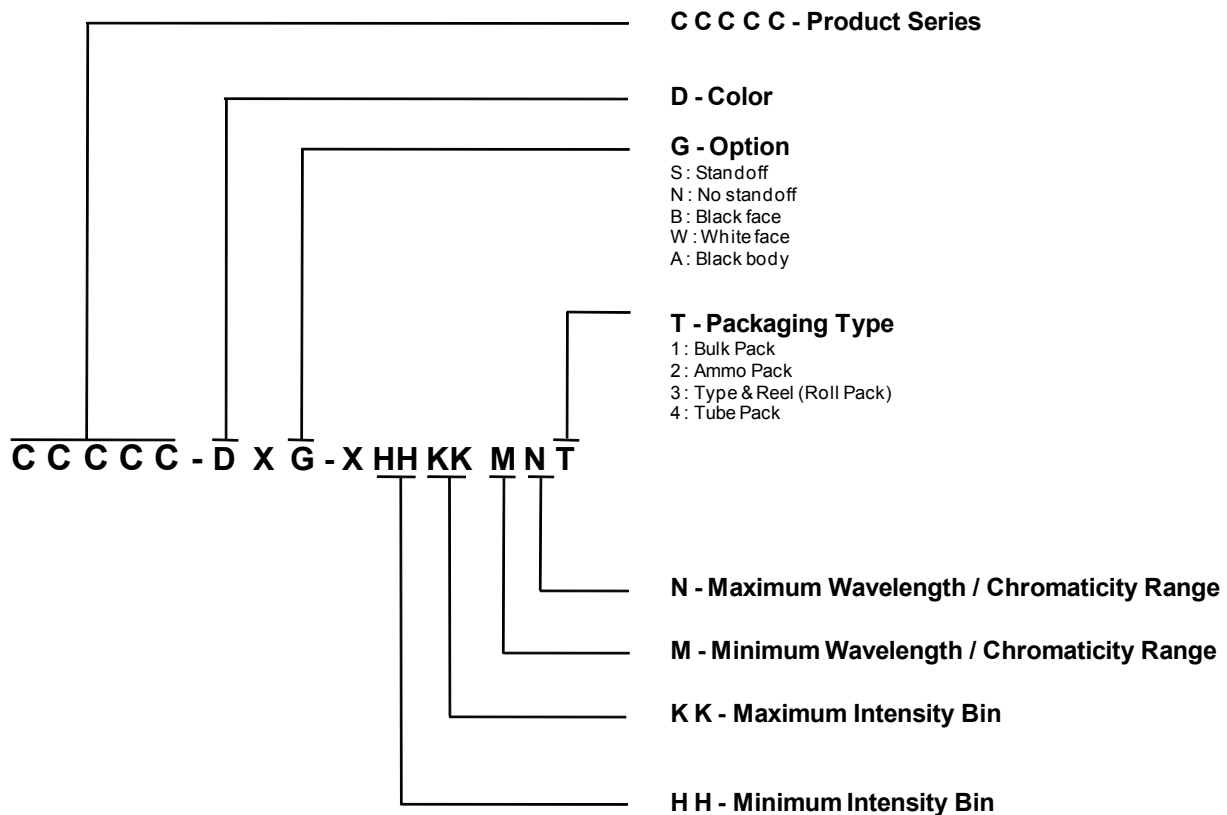 C C C C C - Product Series
D - Color
G - Option
S : Standoff
N : No standoff
B : Black face
W : White face
A : Black body
T - Packaging Type
1 : Bulk Pack
2 : Ammo Pack
3 : Type & Reel (Roll Pack)
4 : Tube Pack
C C C C C - D X G - X HH KK M N T
N - Maximum Wavelength / Chromaticity Range
M - Minimum Wavelength / Chromaticity Range
K K - Maximum Intensity Bin
H H - Minimum Intensity Bin